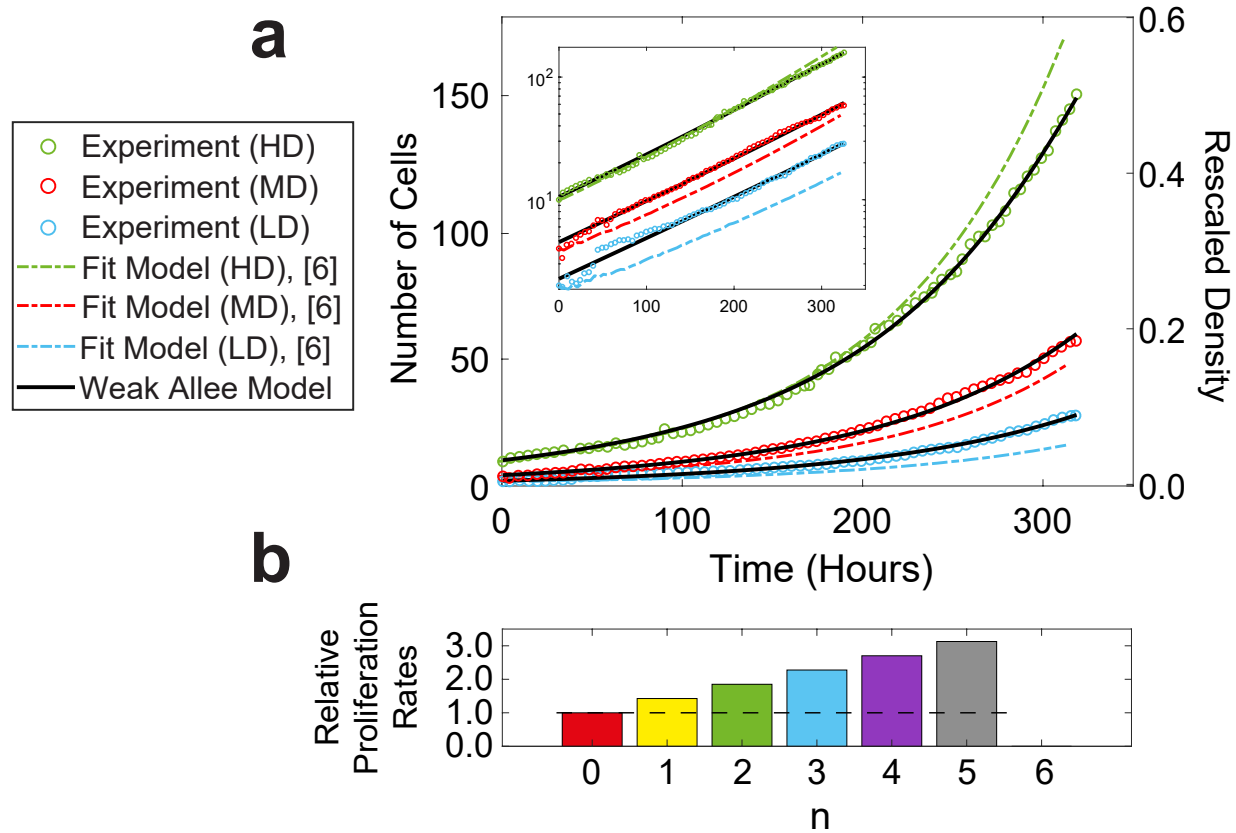 a
Experiment (HD)
Experiment (MD)
Experiment (LD)
Fit Model (HD), [6]
Fit Model (MD), [6]
Fit Model (LD), [6]
Weak Allee Model
Number of Cells
150
100
50
0
10²
10¹
0 100 200 300
0.6
0.4
0.2
0.0
Rescaled Density
0 100 200 300
Time (Hours)
b
Relative
Proliferation
Rates
3.0
2.0
1.0
0.0
0 1 2 3 4 5 6
n